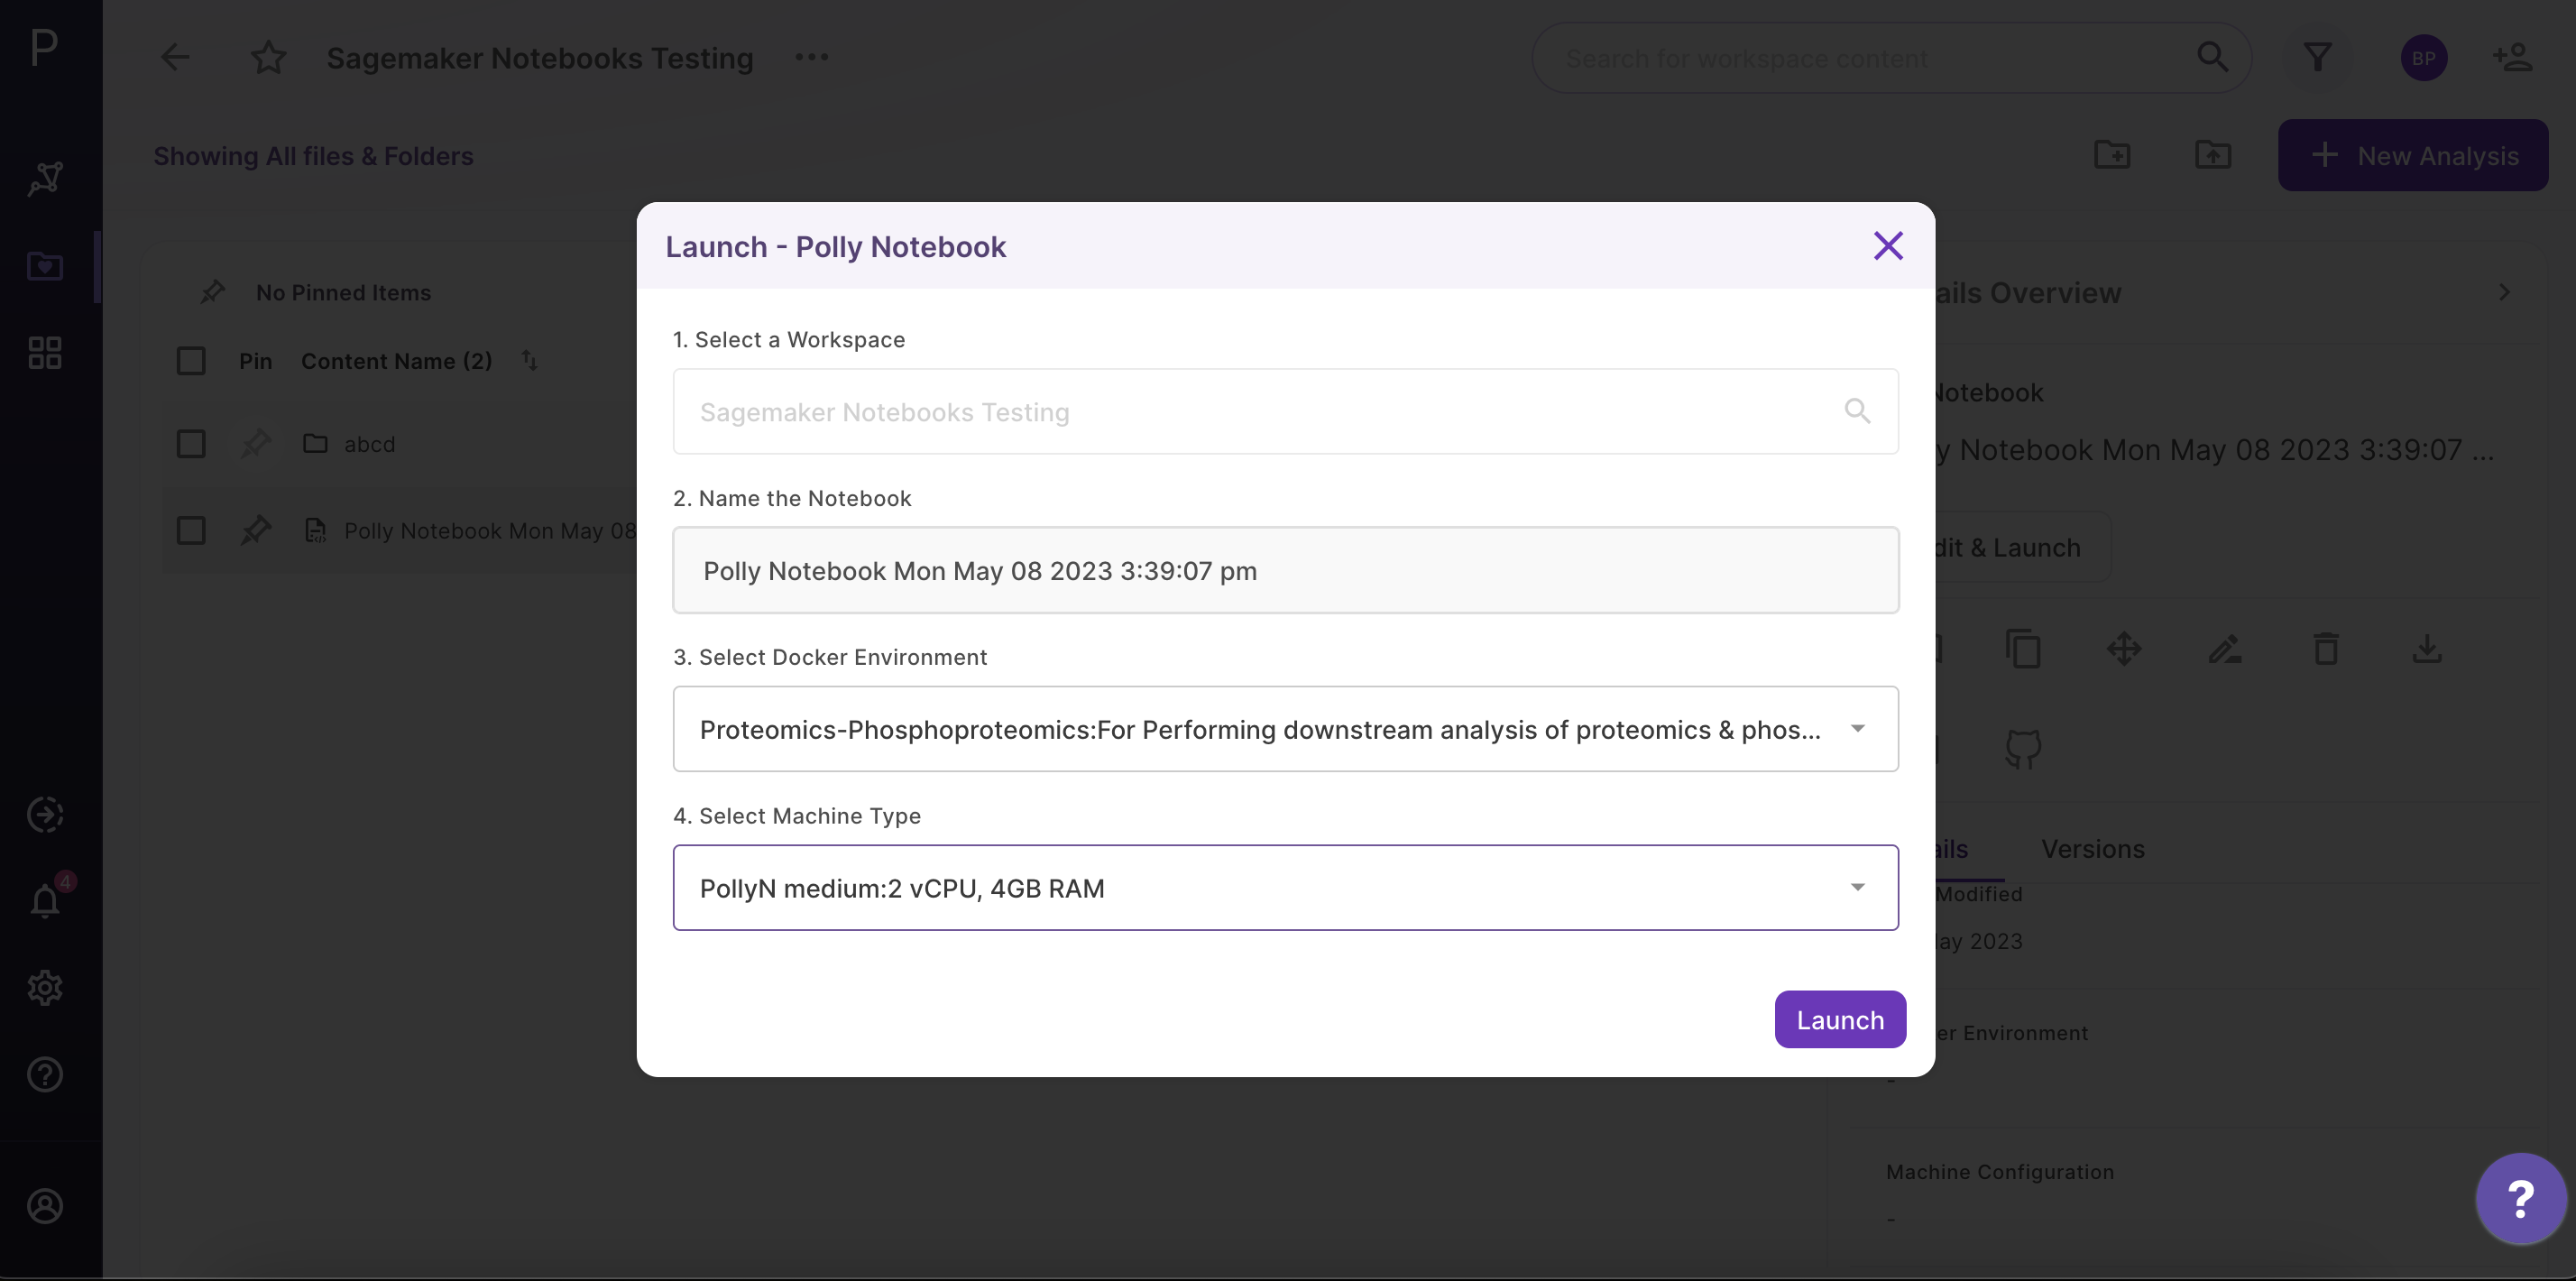 P
Sagemaker Notebooks Testing
Search for workspace content
BP
Showing All files & Folders
New Analysis
No Pinned Items
Pin Content Name (2)
abcd
Polly Notebook Mon May 08
Launch - Polly Notebook
1. Select a Workspace
Sagemaker Notebooks Testing
2. Name the Notebook
Polly Notebook Mon May 08 2023 3:39:07 pm
3. Select Docker Environment
Proteomics-Phosphoproteomics:For Performing downstream analysis of proteomics & phos...
4. Select Machine Type
PollyN medium:2 vCPU, 4GB RAM
Launch
ails Overview
Notebook
y Notebook Mon May 08 2023 3:39:07 ...
dit & Launch
ails Versions
Modified
ay 2023
er Environment
-
Machine Configuration
-
4
?